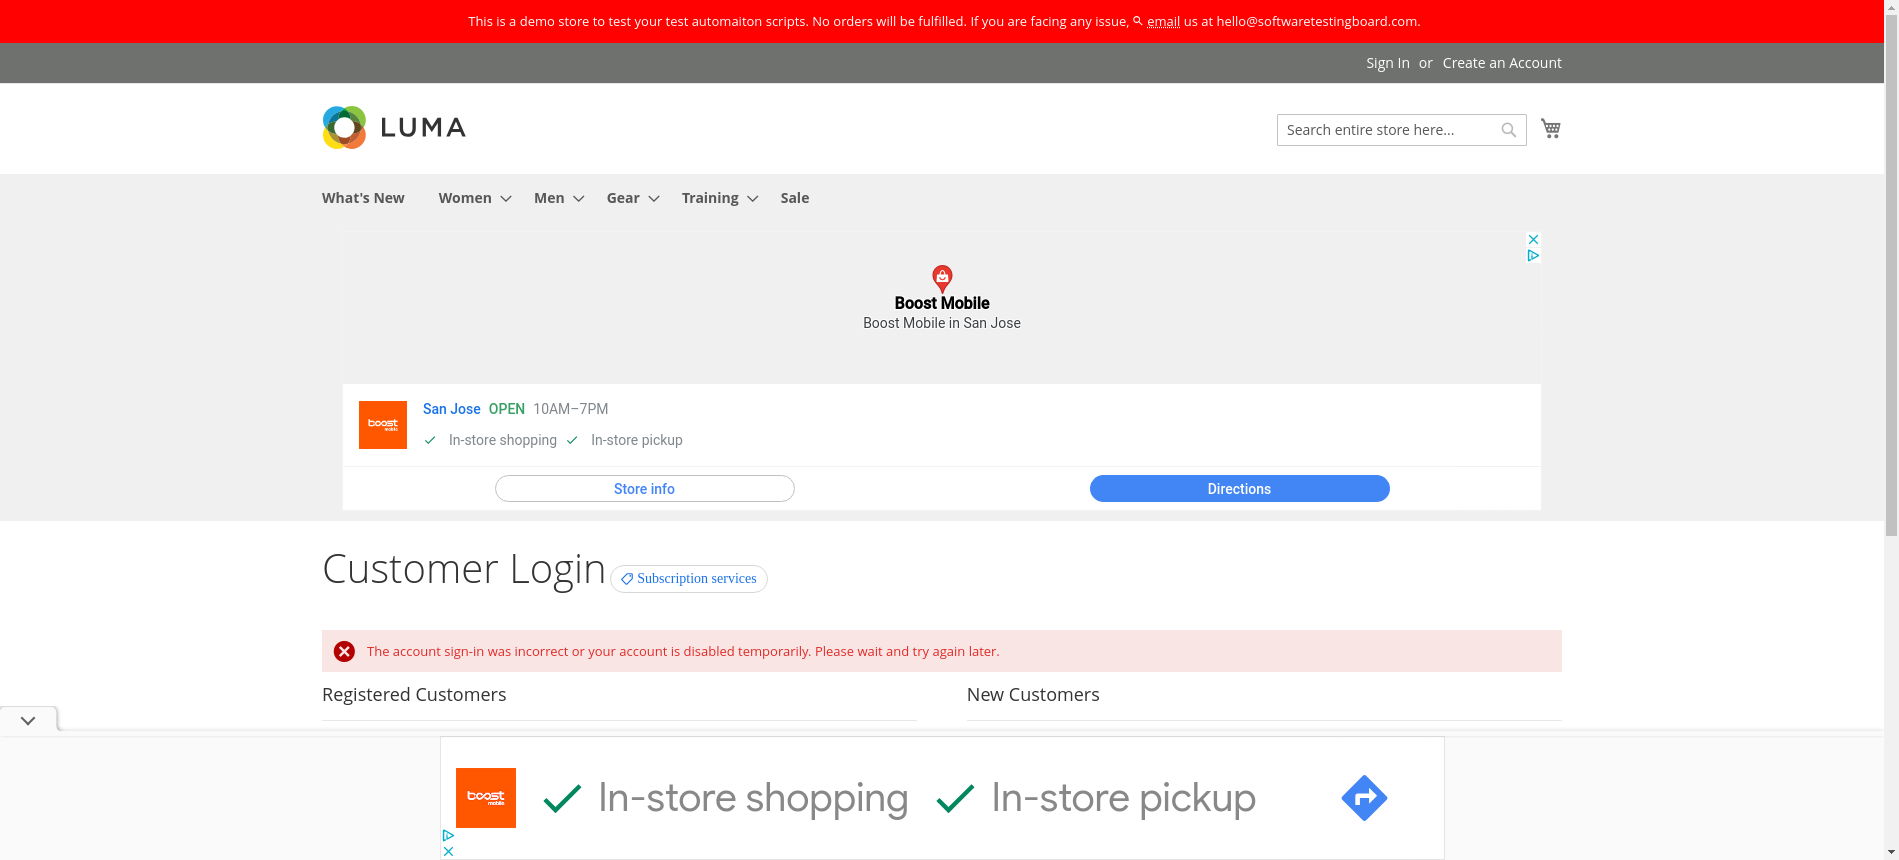 This is a demo store to test your test automaiton scripts. No orders will be fulfilled. If you are facing any issue, email us at hello@softwaretestingboard.com.
Sign In or Create an Account
LUMA
Search entire store here...
What's New Women Men Gear Training Sale
Boost Mobile
Boost Mobile in San Jose
boost mobile
San Jose OPEN 10AM–7PM
In-store shopping In-store pickup
Store info Directions
Customer Login Subscription services
The account sign-in was incorrect or your account is disabled temporarily. Please wait and try again later.
Registered Customers New Customers
boost mobile
In-store shopping In-store pickup